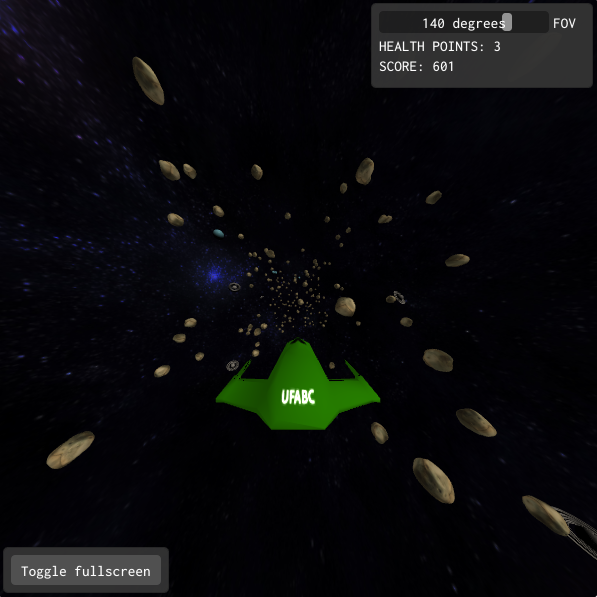 140 degrees FOV
HEALTH POINTS: 3
SCORE: 601
UFABC
Toggle fullscreen